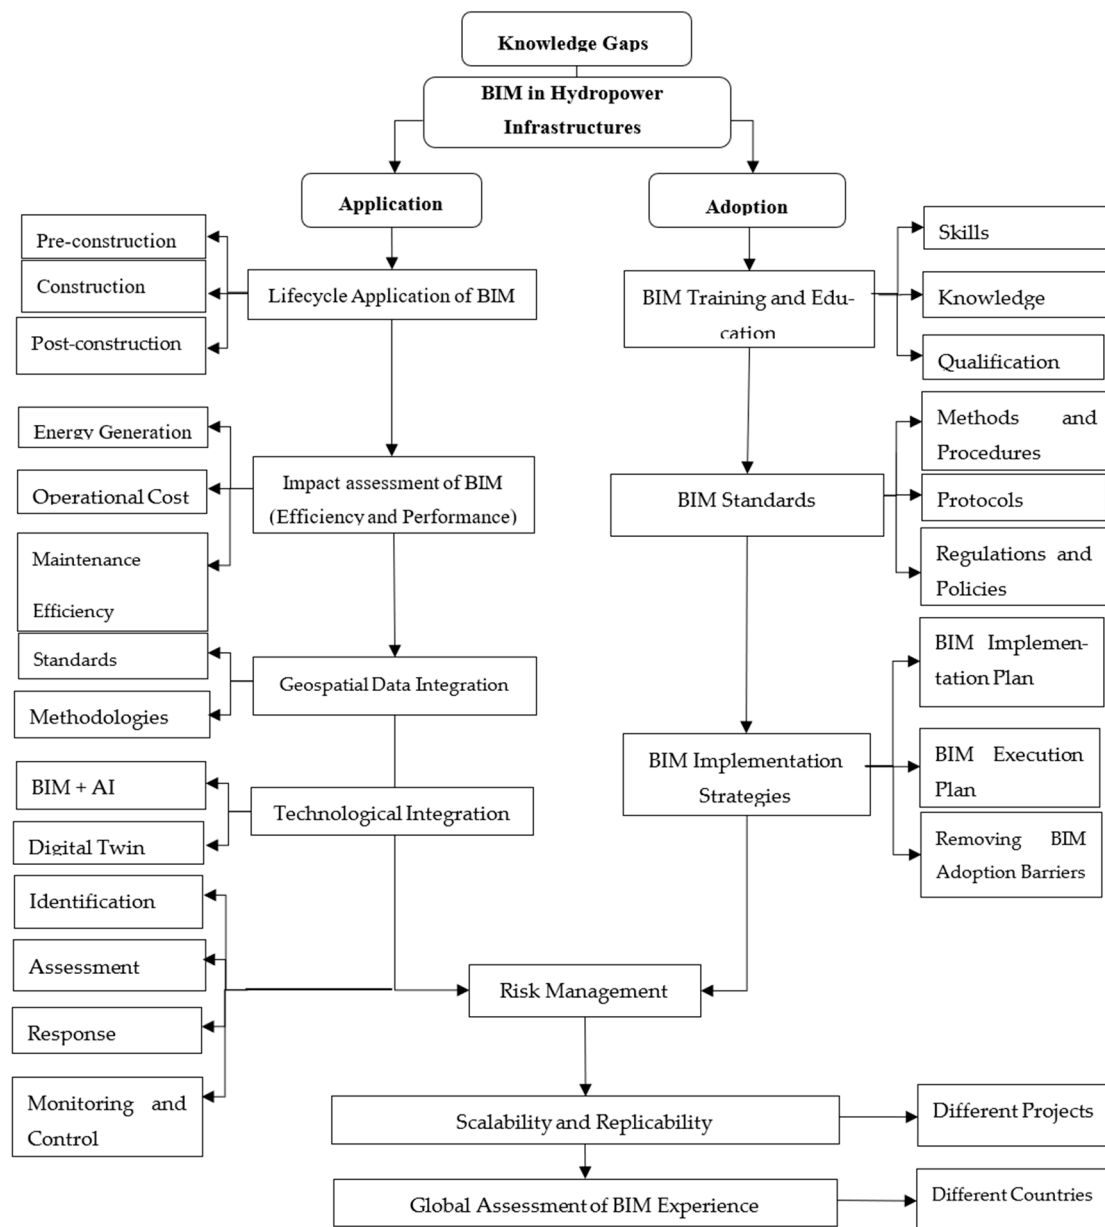 Knowledge Gaps
BIM in Hydropower
Infrastructures
Application
Adoption
Pre-construction
Construction
Post-construction
Lifecycle Application of BIM
BIM Training and Edu-
cation
Skills
Knowledge
Qualification
Energy Generation
Operational Cost
Maintenance
Efficiency
Impact assessment of BIM
(Efficiency and Performance)
BIM Standards
Methods and
Procedures
Protocols
Regulations and
Policies
Standards
Methodologies
Geospatial Data Integration
BIM Implementation
Strategies
BIM Implemen-
tation Plan
BIM Execution
Plan
Removing BIM
Adoption Barriers
BIM + AI
Digital Twin
Technological Integration
Identification
Assessment
Response
Monitoring and
Control
Risk Management
Scalability and Replicability
Different Projects
Global Assessment of BIM Experience
Different Countries